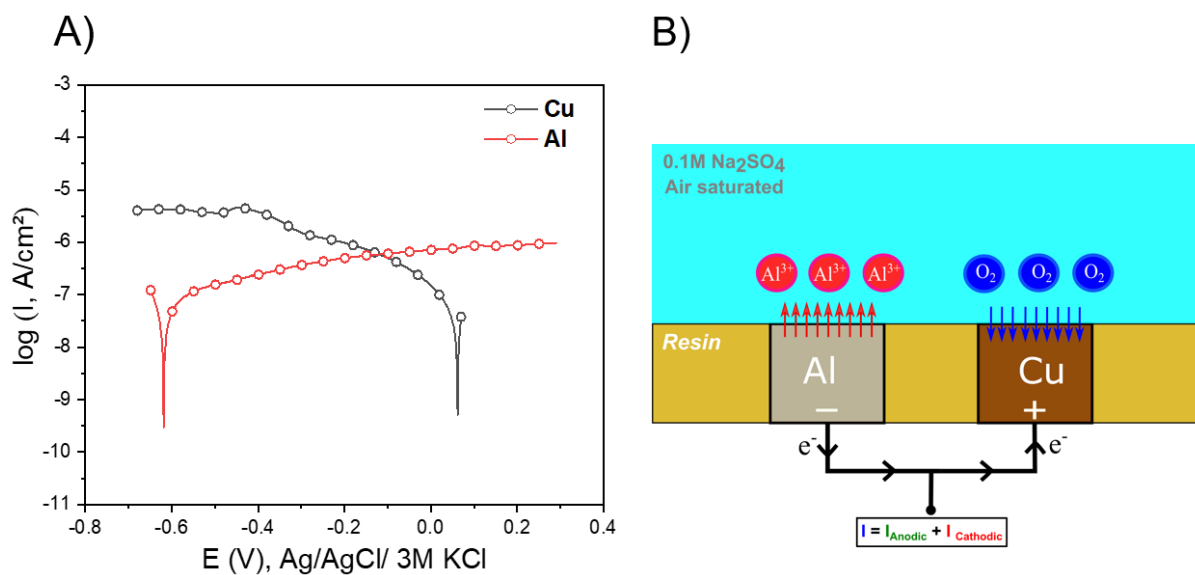 A)
-3
-4
-5
-6
-7
-8
-9
-10
-11
log (I, A/cm²)
Cu
Al
-0.8
-0.6
-0.4
-0.2
0.0
0.2
0.4
E (V), Ag/AgCl/ 3M KCl
B)
0.1M Na₂SO₄
Air saturated
Al³⁺ Al³⁺ Al³⁺
O₂ O₂ O₂
Resin
Al
−
Cu
+
e⁻
e⁻
I = I Anodic + I Cathodic